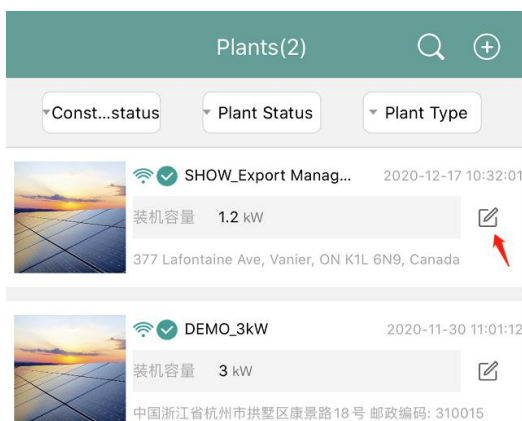 Plants(2)
Const...status Plant Status Plant Type
SHOW_Export Manag... 2020-12-17 10:32:01
装机容量 1.2 kW
377 Lafontaine Ave, Vanier, ON K1L 6N9, Canada
DEMO_3kW 2020-11-30 11:01:12
装机容量 3 kW
中国浙江省杭州市拱墅区康景路18号 邮政编码: 310015